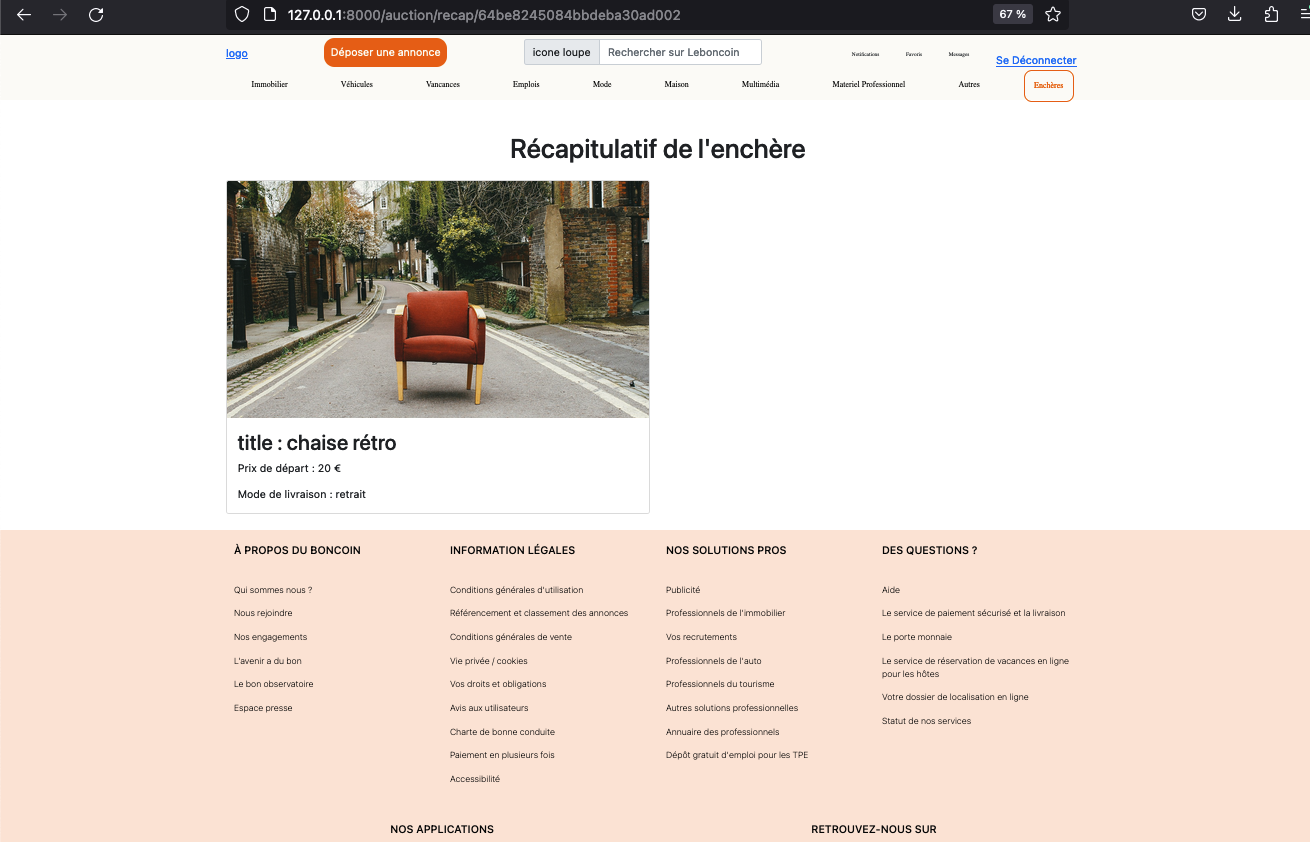 127.0.0.1:8000/auction/recap/64be8245084bbdeba30ad002
67 %
logo
Déposer une annonce
icone loupe
Rechercher sur Leboncoin
Notifications
Favoris
Messages
Se Déconnecter
Immobilier
Véhicules
Vancances
Emplois
Mode
Maison
Multimédia
Materiel Professionnel
Autres
Enchères
Récapitulatif de l'enchère
title : chaise rétro
Prix de départ : 20 €
Mode de livraison : retrait
À PROPOS DU BONCOIN
Qui sommes nous ?
Nous rejoindre
Nos engagements
L'avenir a du bon
Le bon observatoire
Espace presse
INFORMATION LÉGALES
Conditions générales d'utilisation
Référencement et classement des annonces
Conditions générales de vente
Vie privée / cookies
Vos droits et obligations
Avis aux utilisateurs
Charte de bonne conduite
Paiement en plusieurs fois
Accessibilité
NOS SOLUTIONS PROS
Publicité
Professionnels de l'immobilier
Vos recrutements
Professionnels de l'auto
Professionnels du tourisme
Autres solutions professionnelles
Annuaire des professionnels
Dépôt gratuit d'emploi pour les TPE
DES QUESTIONS ?
Aide
Le service de paiement sécurisé et la livraison
Le porte monnaie
Le service de réservation de vacances en ligne
pour les hôtes
Votre dossier de localisation en ligne
Statut de nos services
NOS APPLICATIONS
RETROUVEZ-NOUS SUR